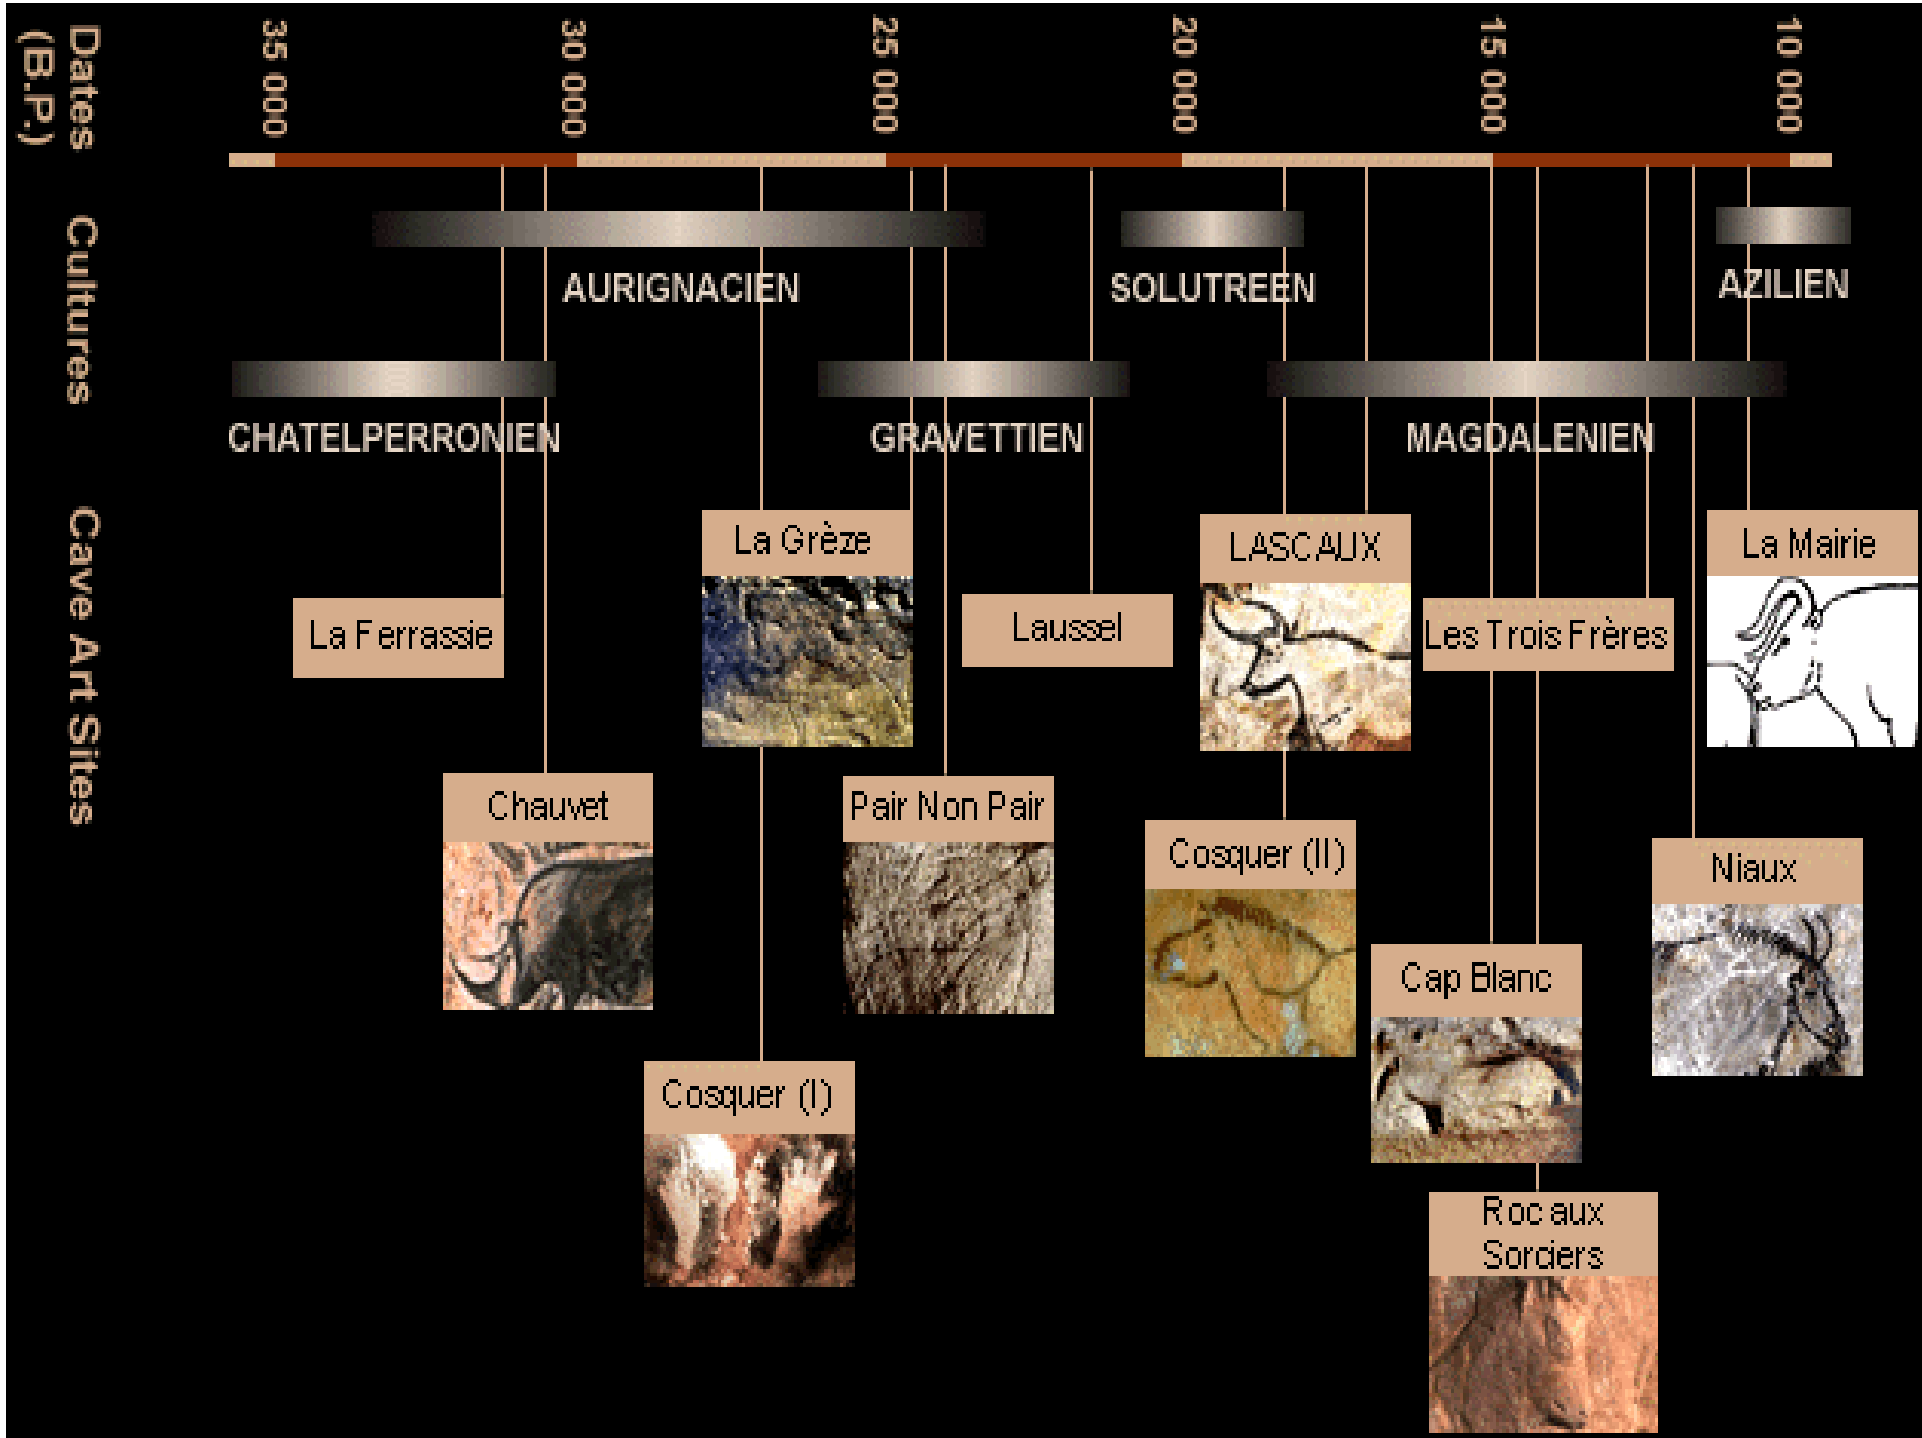 Dates
(B.P.)
35 000
30 000
25 000
20 000
15 000
10 000
Cultures
AURIGNACIEN
SOLUTREEN
AZILIEN
CHATELPERRONIEN
GRAVETTIEN
MAGDALENIEN
Cave Art Sites
La Grèze
LASCAUX
La Mairie
La Ferrassie
Laussel
Les Trois Frères
Chauvet
Pair Non Pair
Cosquer (II)
Niaux
Cap Blanc
Cosquer (I)
Roc aux
Sorciers